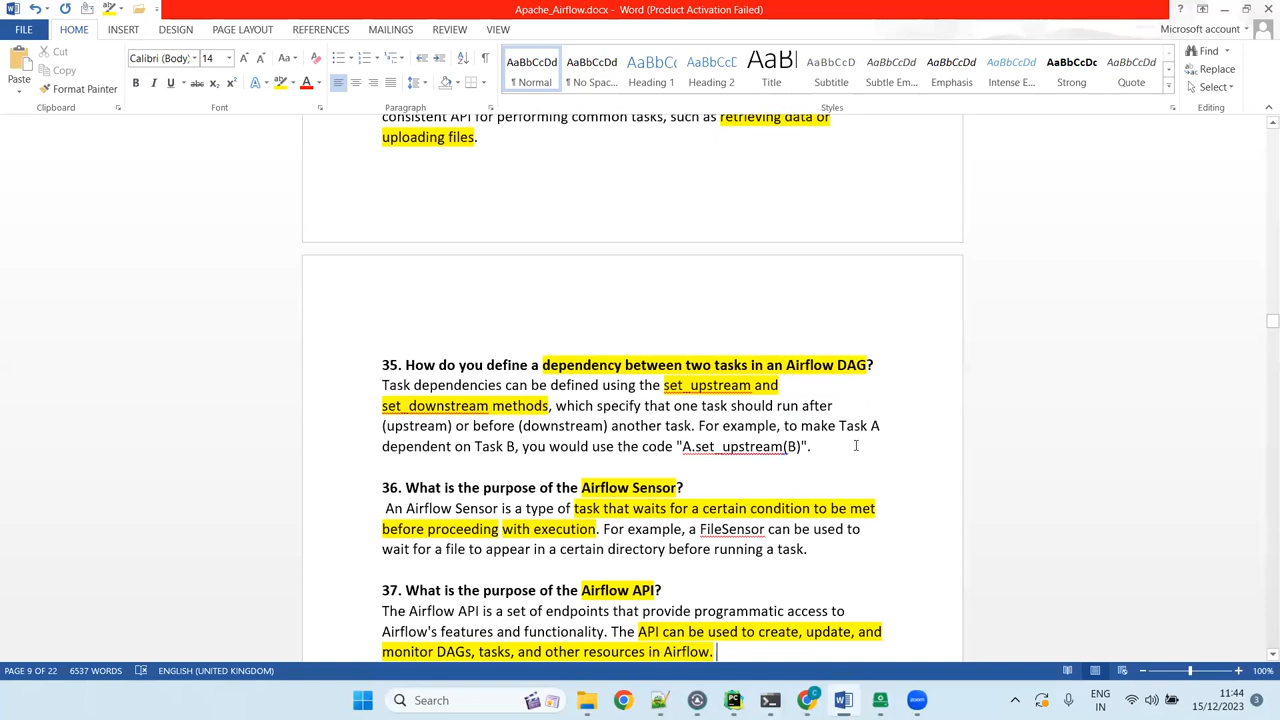 Apache_Airflow.docx - Word (Product Activation Failed)
FILE HOME INSERT DESIGN PAGE LAYOUT REFERENCES MAILINGS REVIEW VIEW Microsoft account
Paste
Cut
Copy
Format Painter
Clipboard
Calibri (Body) 14
Font
Paragraph
AaBbCcDd AaBbCcDd AaBbCc AaBbCcC AaBl AaBbCcD AaBbCcDd AaBbCcDd AaBbCcDd AaBbCcDc AaBbCcDd
¶ Normal ¶ No Spac... Heading 1 Heading 2 Title Subtitle Subtle Em... Emphasis Intense E... Strong Quote
Styles
Find
Replace
Select
Editing
consistent API for performing common tasks, such as retrieving data or
uploading files.
35. How do you define a dependency between two tasks in an Airflow DAG?
Task dependencies can be defined using the set_upstream and
set_downstream methods, which specify that one task should run after
(upstream) or before (downstream) another task. For example, to make Task A
dependent on Task B, you would use the code "A.set_upstream(B)".
36. What is the purpose of the Airflow Sensor?
An Airflow Sensor is a type of task that waits for a certain condition to be met
before proceeding with execution. For example, a FileSensor can be used to
wait for a file to appear in a certain directory before running a task.
37. What is the purpose of the Airflow API?
The Airflow API is a set of endpoints that provide programmatic access to
Airflow's features and functionality. The API can be used to create, update, and
monitor DAGs, tasks, and other resources in Airflow.
PAGE 9 OF 22 6537 WORDS ENGLISH (UNITED KINGDOM) 100%
Search
ENG
IN
11:44
15/12/2023